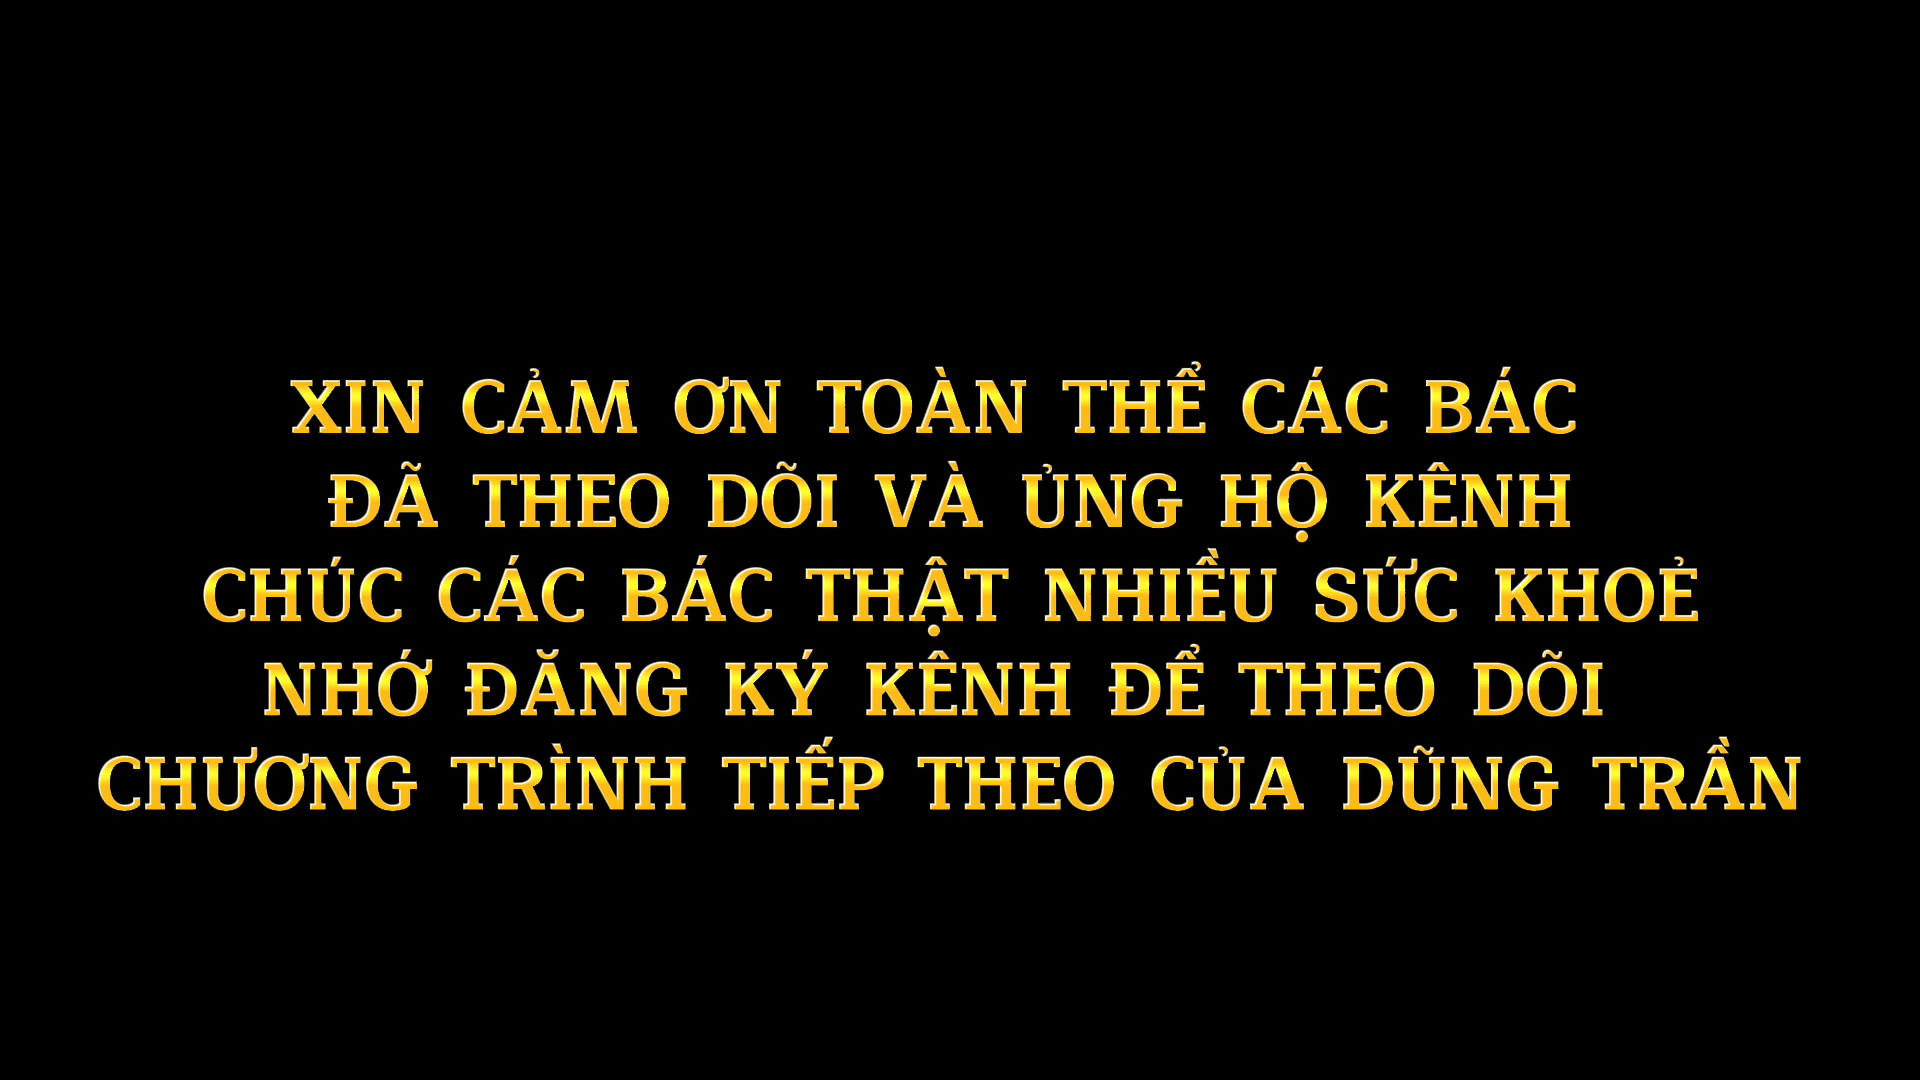 XIN CẢM ƠN TOÀN THỂ CÁC BÁC
ĐÃ THEO DÕI VÀ ỦNG HỘ KÊNH
CHÚC CÁC BÁC THẬT NHIỀU SỨC KHOẺ
NHỚ ĐĂNG KÝ KÊNH ĐỂ THEO DÕI
CHƯƠNG TRÌNH TIẾP THEO CỦA DŨNG TRẦN